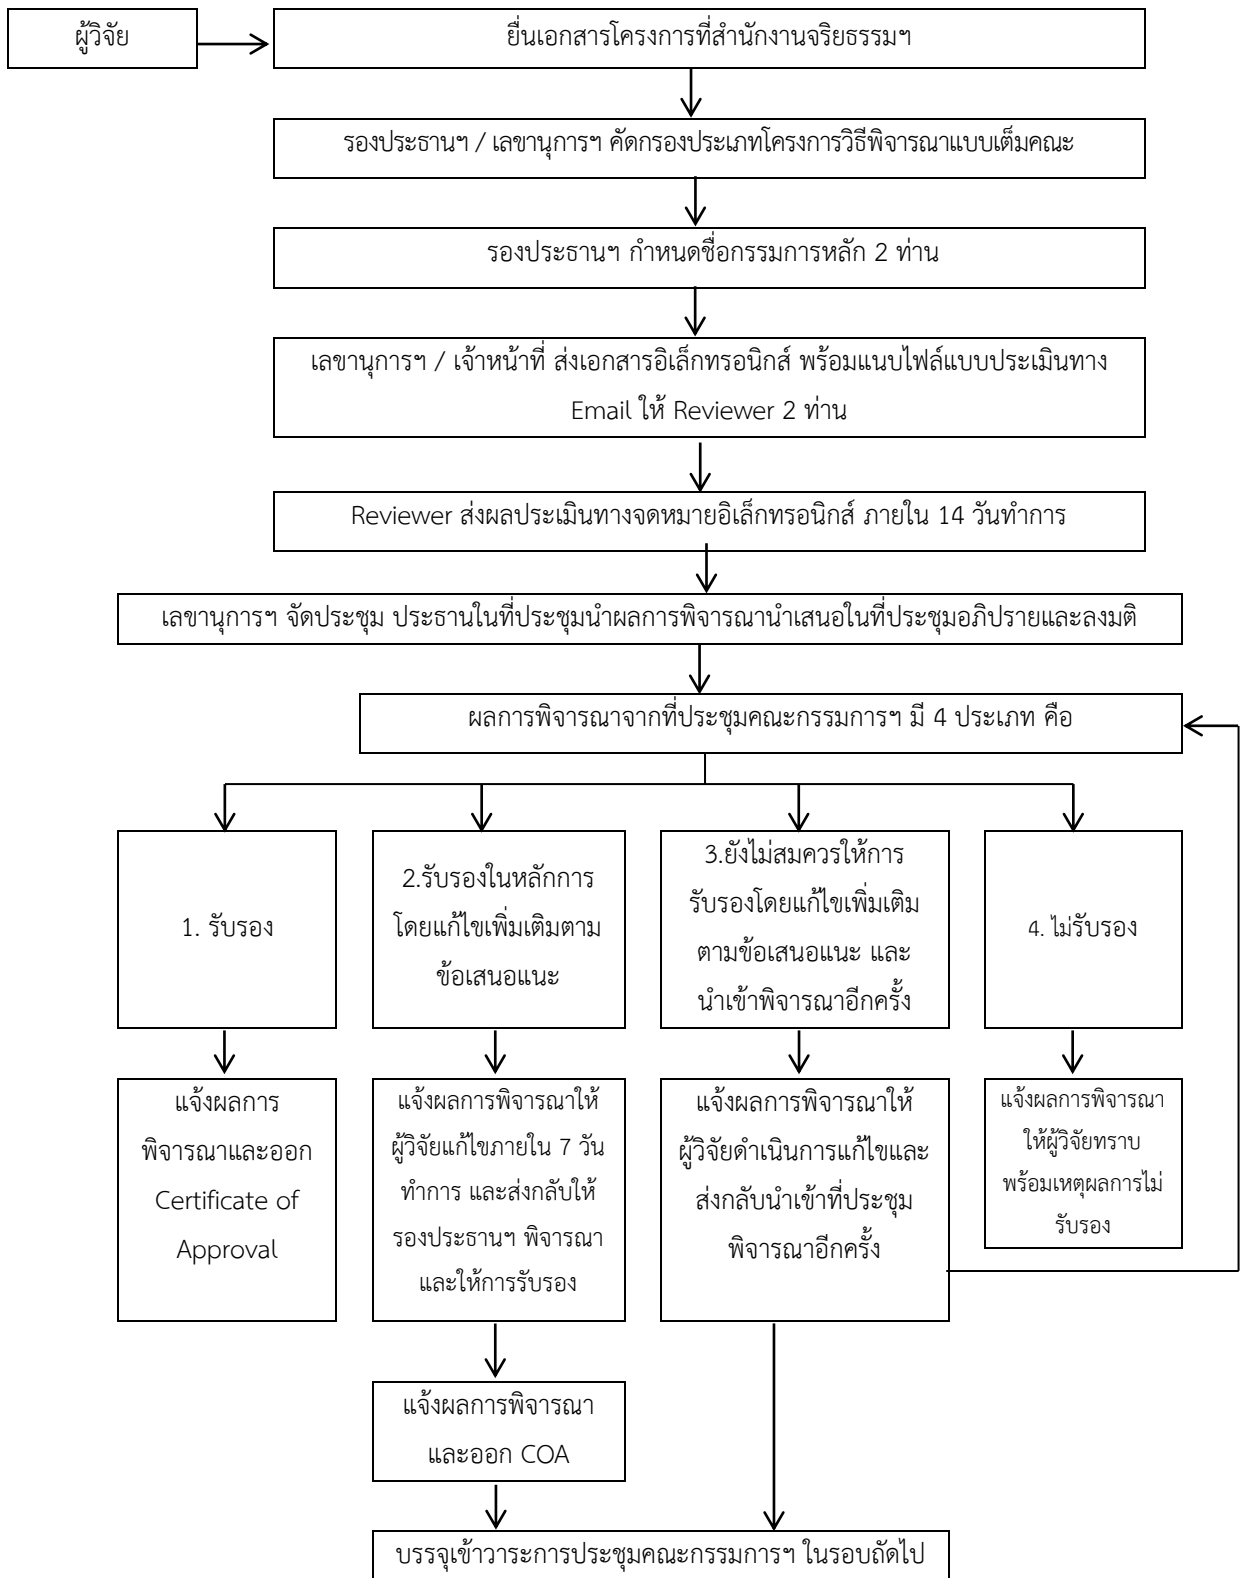 ผู้วิจัย
ยื่นเอกสารโครงการที่สำนักงานจริยธรรมฯ
รองประธานฯ / เลขานุการฯ คัดกรองประเภทโครงการวิธีพิจารณาแบบเต็มคณะ
รองประธานฯ กำหนดชื่อกรรมการหลัก 2 ท่าน
เลขานุการฯ / เจ้าหน้าที่ ส่งเอกสารอิเล็กทรอนิกส์ พร้อมแนบไฟล์แบบประเมินทาง
Email ให้ Reviewer 2 ท่าน
Reviewer ส่งผลประเมินทางจดหมายอิเล็กทรอนิกส์ ภายใน 14 วันทำการ
เลขานุการฯ จัดประชุม ประธานในที่ประชุมนำผลการพิจารณานำเสนอในที่ประชุมอภิปรายและลงมติ
ผลการพิจารณาจากที่ประชุมคณะกรรมการฯ มี 4 ประเภท คือ
1. รับรอง
2.รับรองในหลักการ
โดยแก้ไขเพิ่มเติมตาม
ข้อเสนอแนะ
3.ยังไม่สมควรให้การ
รับรองโดยแก้ไขเพิ่มเติม
ตามข้อเสนอแนะ และ
นำเข้าพิจารณาอีกครั้ง
4. ไม่รับรอง
แจ้งผลการ
พิจารณาและออก
Certificate of
Approval
แจ้งผลการพิจารณาให้
ผู้วิจัยแก้ไขภายใน 7 วัน
ทำการ และส่งกลับให้
รองประธานฯ พิจารณา
และให้การรับรอง
แจ้งผลการพิจารณาให้
ผู้วิจัยดำเนินการแก้ไขและ
ส่งกลับนำเข้าที่ประชุม
พิจารณาอีกครั้ง
แจ้งผลการพิจารณา
ให้ผู้วิจัยทราบ
พร้อมเหตุผลการไม่
รับรอง
แจ้งผลการพิจารณา
และออก COA
บรรจุเข้าวาระการประชุมคณะกรรมการฯ ในรอบถัดไป